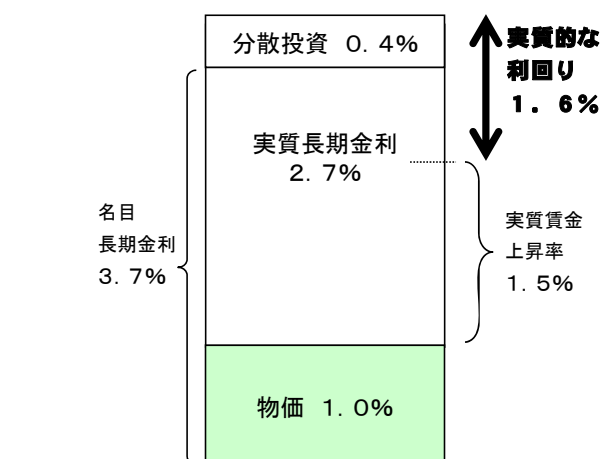 分散投資 ０.４％
実質的な
利回り
１．６％
実質長期金利
２.７％
名目
長期金利
３.７％
実質賃金
上昇率
１.５％
物価 １.０％